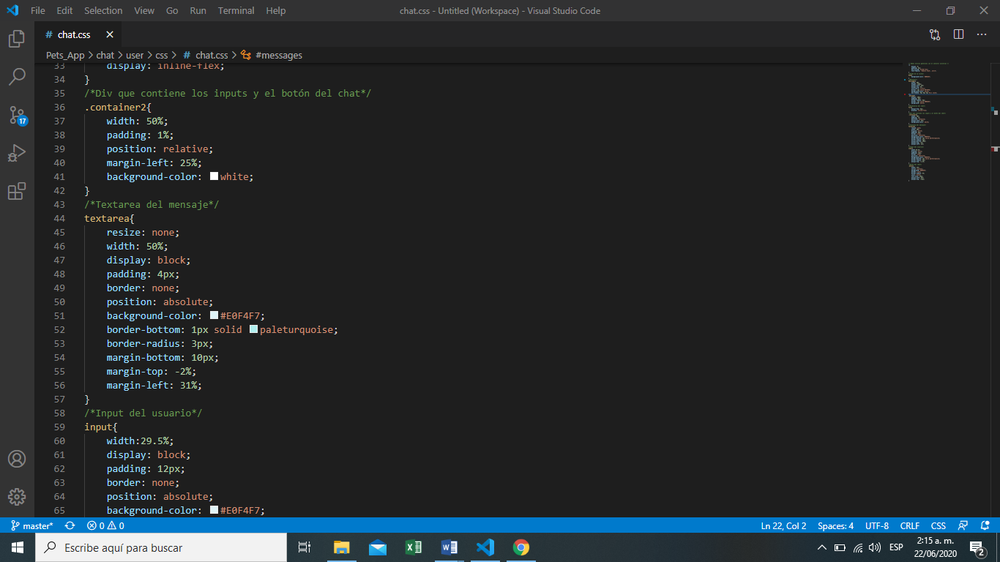 File Edit Selection View Go Run Terminal Help chat.css - Untitled (Workspace) - Visual Studio Code
# chat.css
Pets_App > chat > user > css > # chat.css > #messages
33 display: inline-flex;
34 }
35 /*Div que contiene los inputs y el botón del chat*/
36 .container2{
37 width: 50%;
38 padding: 1%;
39 position: relative;
40 margin-left: 25%;
41 background-color: white;
42 }
43 /*Textarea del mensaje*/
44 textarea{
45 resize: none;
46 width: 50%;
47 display: block;
48 padding: 4px;
49 border: none;
50 position: absolute;
51 background-color: #E0F4F7;
52 border-bottom: 1px solid paleturquoise;
53 border-radius: 3px;
54 margin-bottom: 10px;
55 margin-top: -2%;
56 margin-left: 31%;
57 }
58 /*Input del usuario*/
59 input{
60 width:29.5%;
61 display: block;
62 padding: 12px;
63 border: none;
64 position: absolute;
65 background-color: #E0F4F7;
17
master* 0 0 Ln 22, Col 2 Spaces: 4 UTF-8 CRLF CSS
Escribe aquí para buscar
ESP
2:15 a. m.
22/06/2020
2